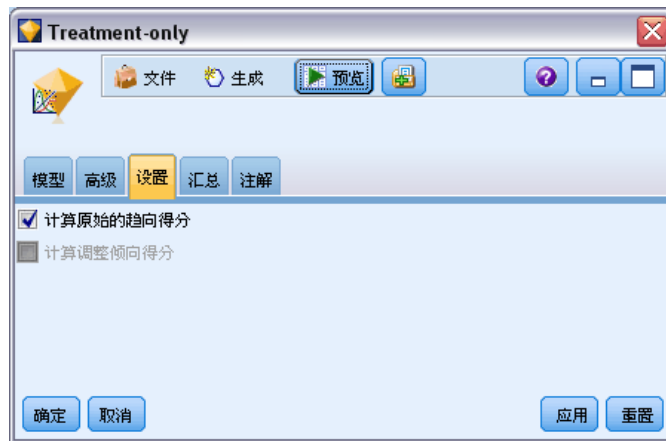 Treatment-only
文件 生成 预览
模型 高级 设置 汇总 注解
计算原始的趋向得分
计算调整倾向得分
确定 取消 应用 重置